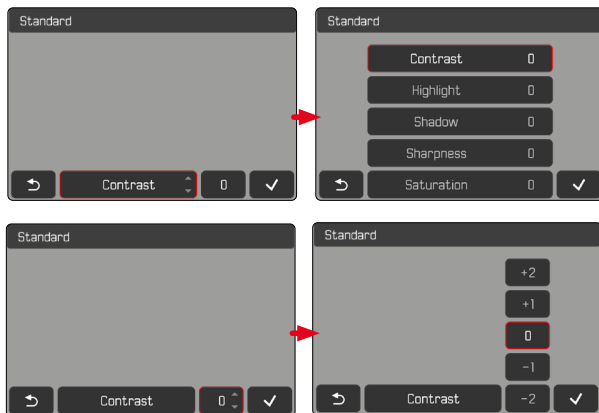 Standard
Contrast 0
Standard
Contrast 0
Highlight 0
Shadow 0
Sharpness 0
Saturation 0
Standard
Contrast 0
Standard
+2
+1
0
-1
Contrast -2